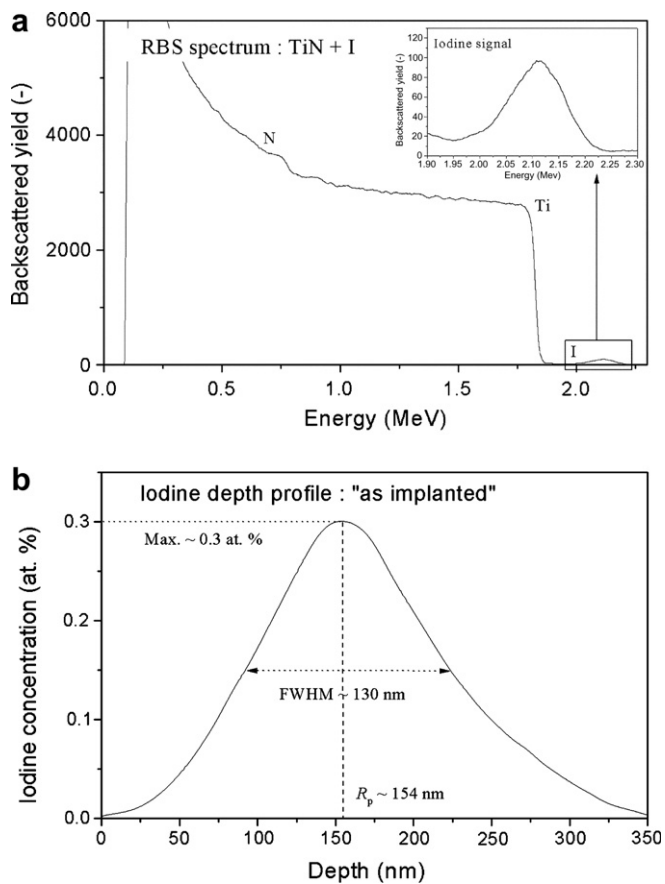 a
RBS spectrum : TiN + I
Backscattered yield (-)
6000
4000
2000
0
N
Ti
I
0.0 0.5 1.0 1.5 2.0
Energy (MeV)
Iodine signal
Backscattered yield (-)
120
100
80
60
40
20
0
1.90 1.95 2.00 2.05 2.10 2.15 2.20 2.25 2.30
Energy (Mev)
b
Iodine depth profile : "as implanted"
Iodine concentration (at. %)
0.3
0.2
0.1
0.0
Max. ~ 0.3 at. %
FWHM ~ 130 nm
Rp ~ 154 nm
0 50 100 150 200 250 300 350
Depth (nm)